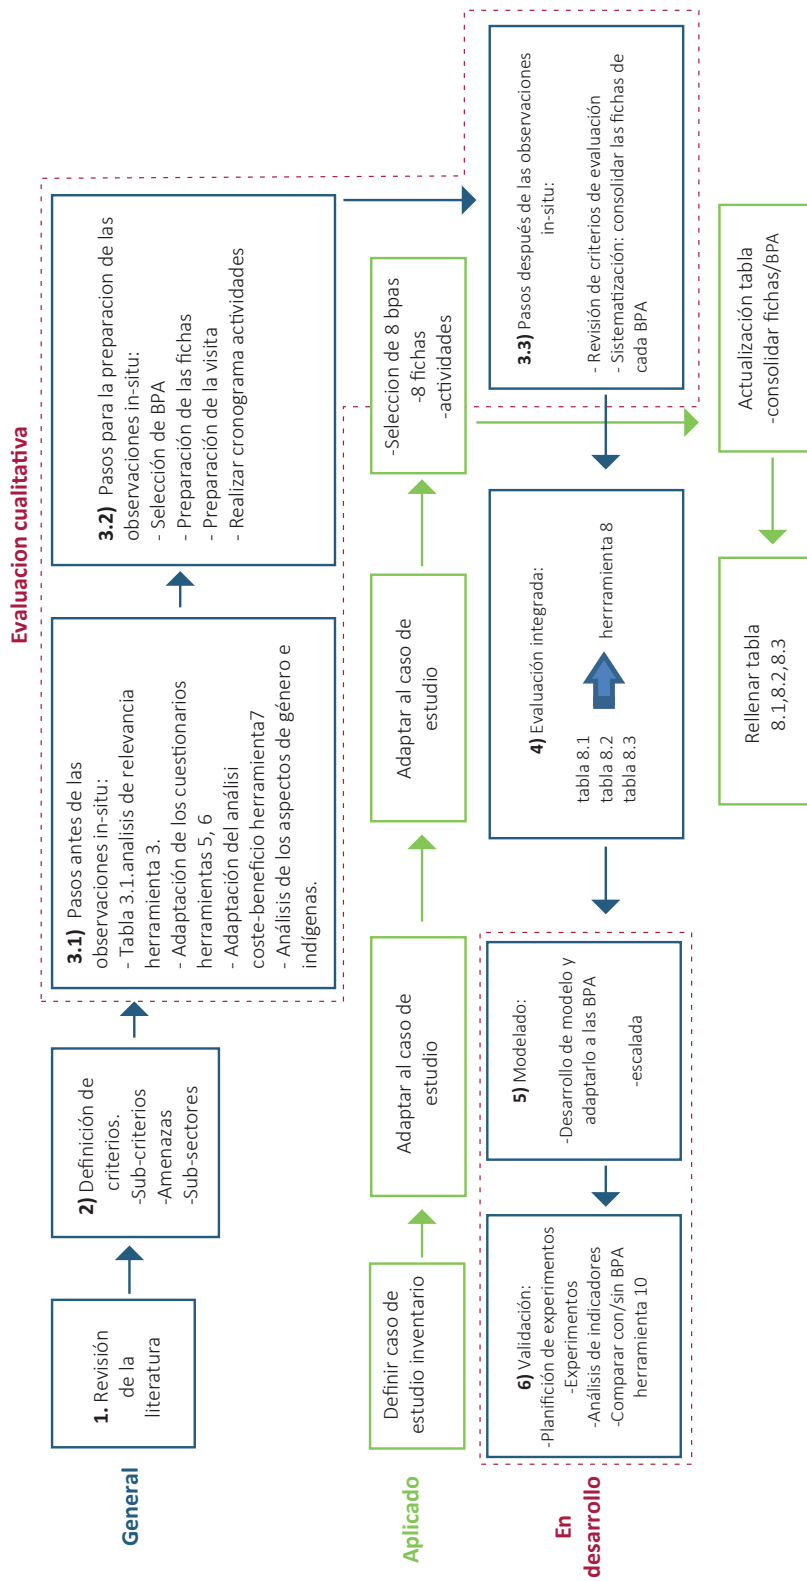 Evaluacion cualitativa
General
1. Revisión
de la
literatura
2) Definición de
criterios.
-Sub-criterios
-Amenazas
-Sub-sectores
3.1) Pasos antes de las
observaciones in-situ:
- Tabla 3.1.analisis de relevancia
herramienta 3.
- Adaptación de los cuestionarios
herramientas 5, 6
- Adaptación del análisi
coste-beneficio herramienta7
- Análisis de los aspectos de género e
indígenas.
3.2) Pasos para la preparacion de las
observaciones in-situ:
- Selección de BPA
- Preparación de las fichas
- Preparación de la visita
- Realizar cronograma actividades
Aplicado
Definir caso de
estudio inventario
Adaptar al caso de
estudio
Adaptar al caso de
estudio
-Seleccion de 8 bpas
-8 fichas
-actividades
En
desarrollo
6) Validación:
-Planifición de experimentos
-Experimentos
-Análisis de indicadores
-Comparar con/sin BPA
herramienta 10
5) Modelado:
-Desarrollo de modelo y
adaptarlo a las BPA
-escalada
4) Evaluación integrada:
tabla 8.1
tabla 8.2
tabla 8.3
herrramienta 8
3.3) Pasos después de las observaciones
in-situ:
- Revisión de criterios de evaluación
- Sistematización: consolidar las fichas de
cada BPA
Rellenar tabla
8.1,8.2,8.3
Actualización tabla
-consolidar fichas/BPA